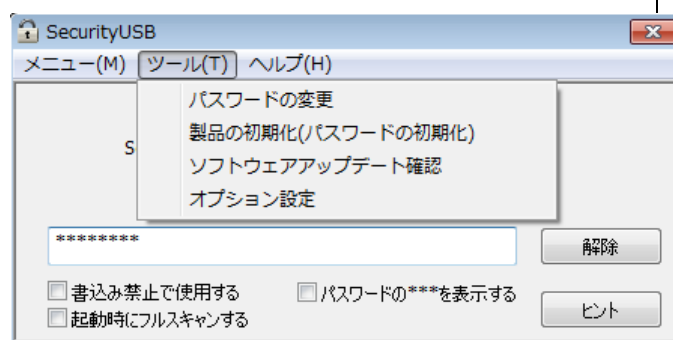 SecurityUSB
メニュー(M) ツール(T) ヘルプ(H)
パスワードの変更
製品の初期化(パスワードの初期化)
S
ソフトウェアアップデート確認
オプション設定
******** 解除
書込み禁止で使用する パスワードの***を表示する
起動時にフルスキャンする ヒント